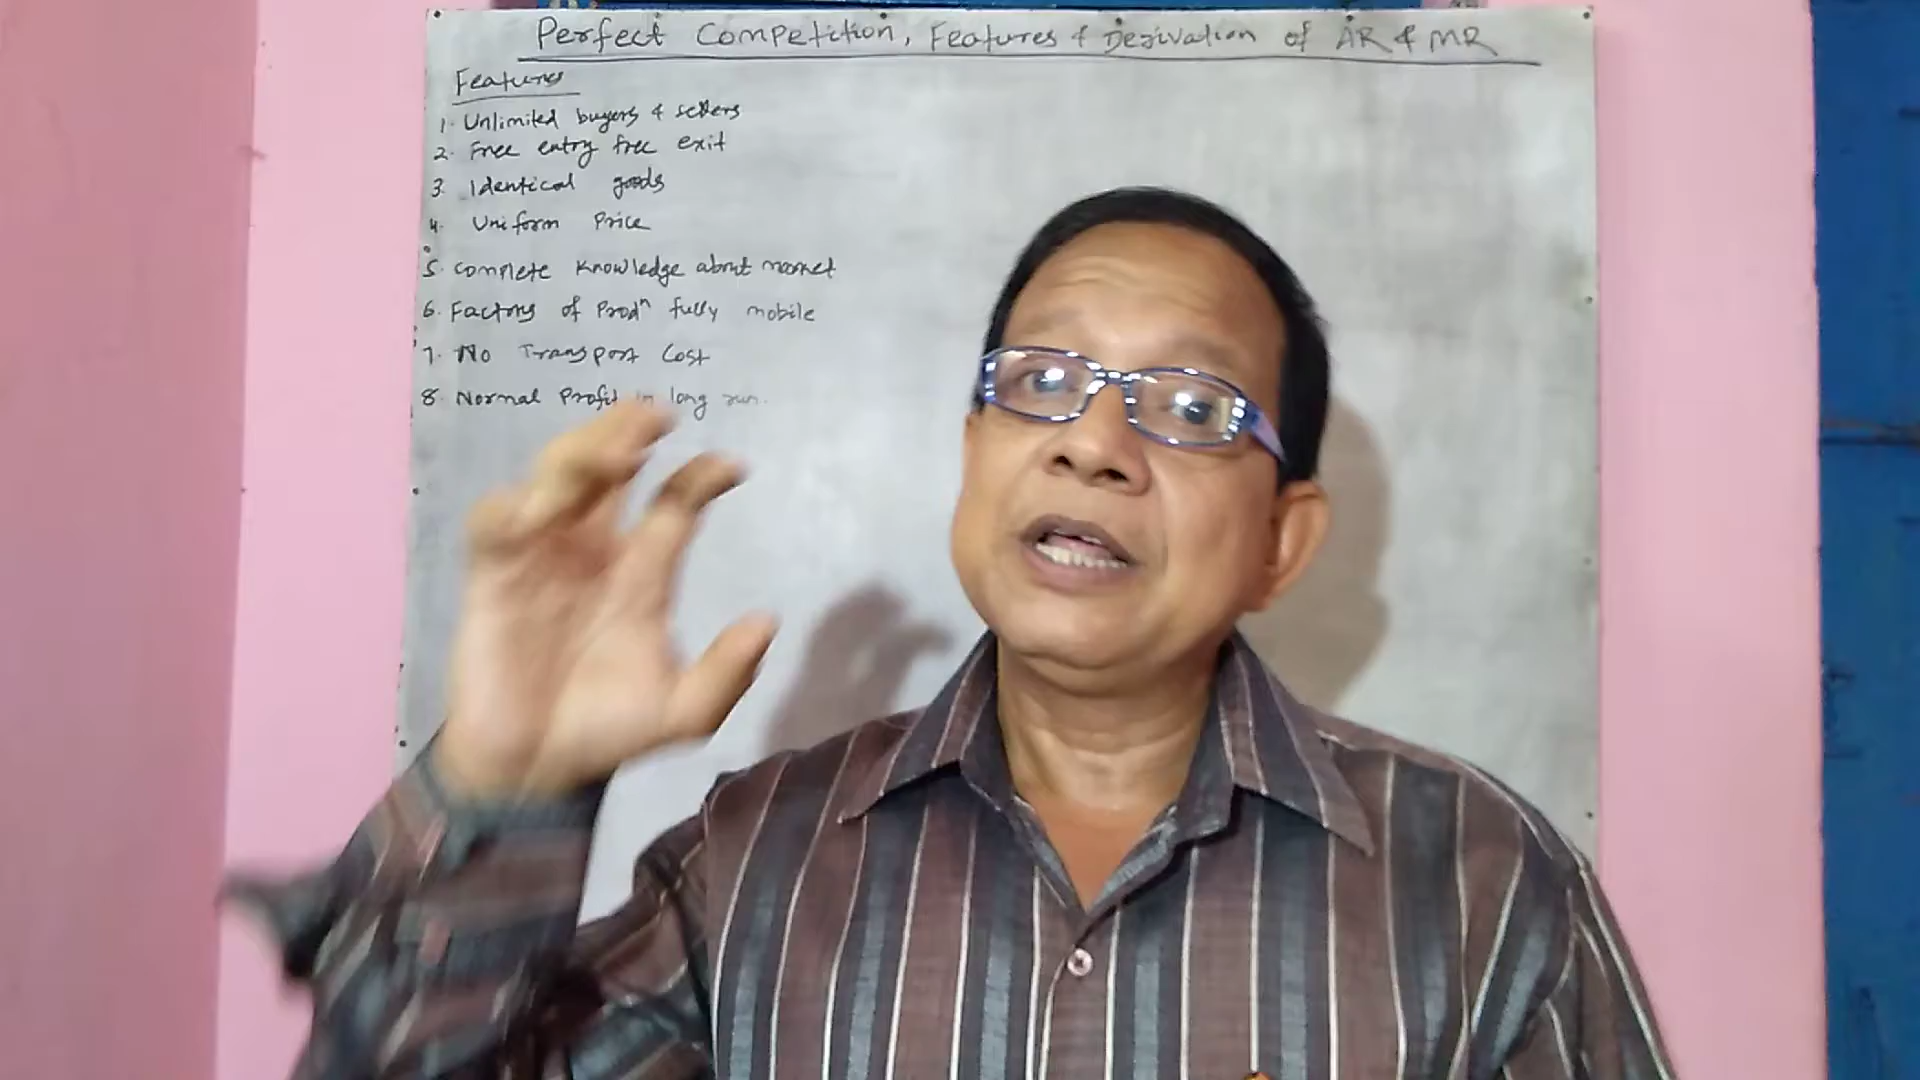 Perfect Competition, Features & Derivation of AR & MR
Features
1. Unlimited buyers & sellers
2. Free entry free exit
3. Identical goods
4. Uniform Price
5. Complete knowledge about market
6. Factors of Prodⁿ fully mobile
7. No Transport Cost
8. Normal Profit in long run.